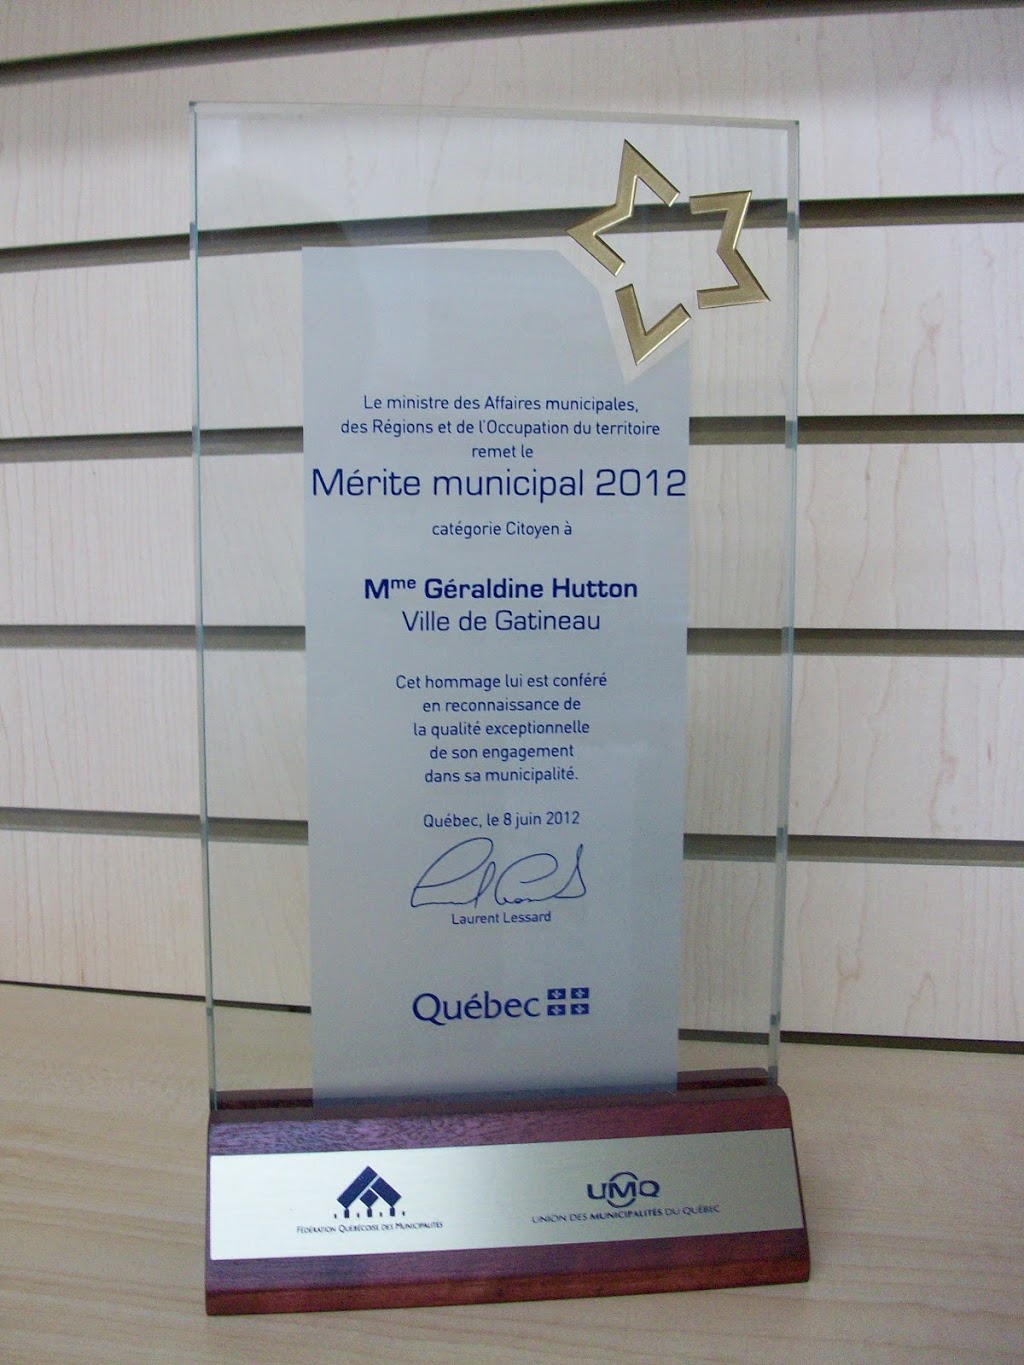 Le ministre des Affaires municipales,
des Régions et de l'Occupation du territoire
remet le
Mérite municipal 2012
catégorie Citoyen à
Mme Géraldine Hutton
Ville de Gatineau
Cet hommage lui est conféré
en reconnaissance de
la qualité exceptionnelle
de son engagement
dans sa municipalité.
Québec, le 8 juin 2012
Laurent Lessard
Québec
FÉDÉRATION QUÉBÉCOISE DES MUNICIPALITÉS
UMQ
UNION DES MUNICIPALITÉS DU QUÉBEC